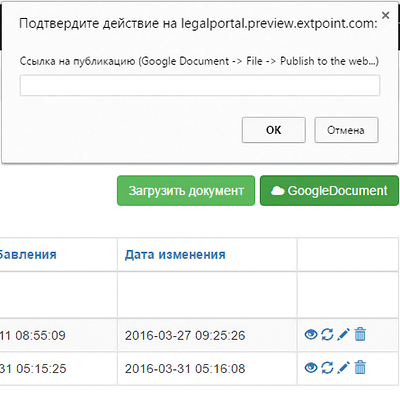 Подтвердите действие на legalportal.preview.extpoint.com:
Ссылка на публикацию (Google Document -> File -> Publish to the web...)
OK
Отмена
Загрузить документ
GoogleDocument
бавления
Дата изменения
11 08:55:09
2016-03-27 09:25:26
31 05:15:25
2016-03-31 05:16:08